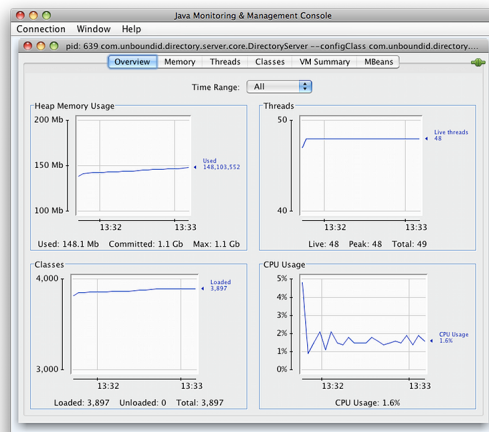 Java Monitoring & Management Console
Connection Window Help
pid: 639 com.unboundid.directory.server.core.DirectoryServer --configClass com.unboundid.directory....
Overview Memory Threads Classes VM Summary MBeans
Time Range: All
Heap Memory Usage
200 Mb
150 Mb
100 Mb
Used
148,103,552
13:32 13:33
Used: 148.1 Mb Committed: 1.1 Gb Max: 1.1 Gb
Threads
50
40
Live threads
48
13:32 13:33
Live: 48 Peak: 48 Total: 49
Classes
4,000
3,000
Loaded
3,897
13:32 13:33
Loaded: 3,897 Unloaded: 0 Total: 3,897
CPU Usage
5%
4%
3%
2%
1%
0%
CPU Usage
1.6%
13:32 13:33
CPU Usage: 1.6%